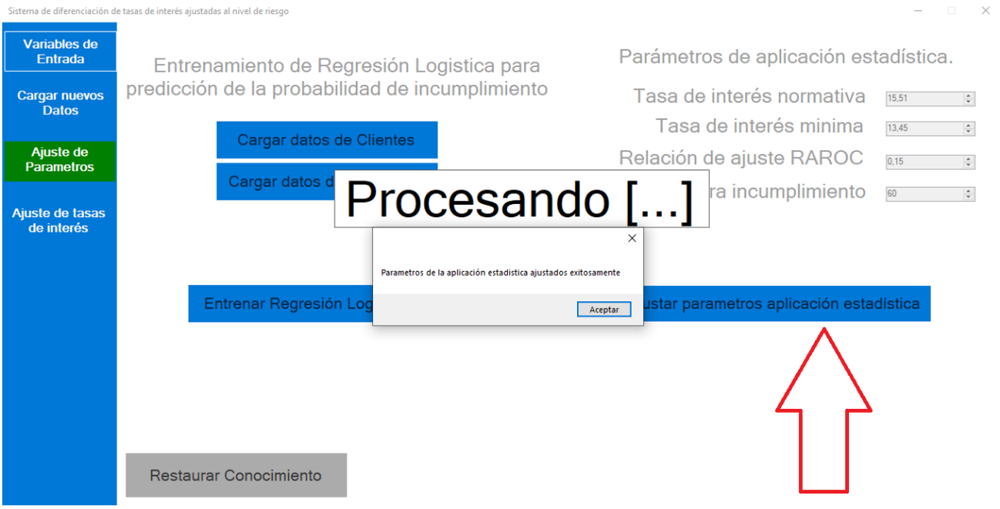 Sistema de diferenciación de tasas de interés ajustadas al nivel de riesgo
Variables de
Entrada
Cargar nuevos
Datos
Ajuste de
Parametros
Ajuste de tasas
de interés
Entrenamiento de Regresión Logistica para
predicción de la probabilidad de incumplimiento
Cargar datos de Clientes
Cargar datos d
Procesando [...]
Parametros de la aplicación estadistica ajustados exitosamente
Aceptar
Entrenar Regresión Log
Restaurar Conocimiento
Parámetros de aplicación estadística.
Tasa de interés normativa 15,51
Tasa de interés minima 13,45
Relación de ajuste RAROC 0,15
ra incumplimiento 60
ustar parametros aplicación estadística